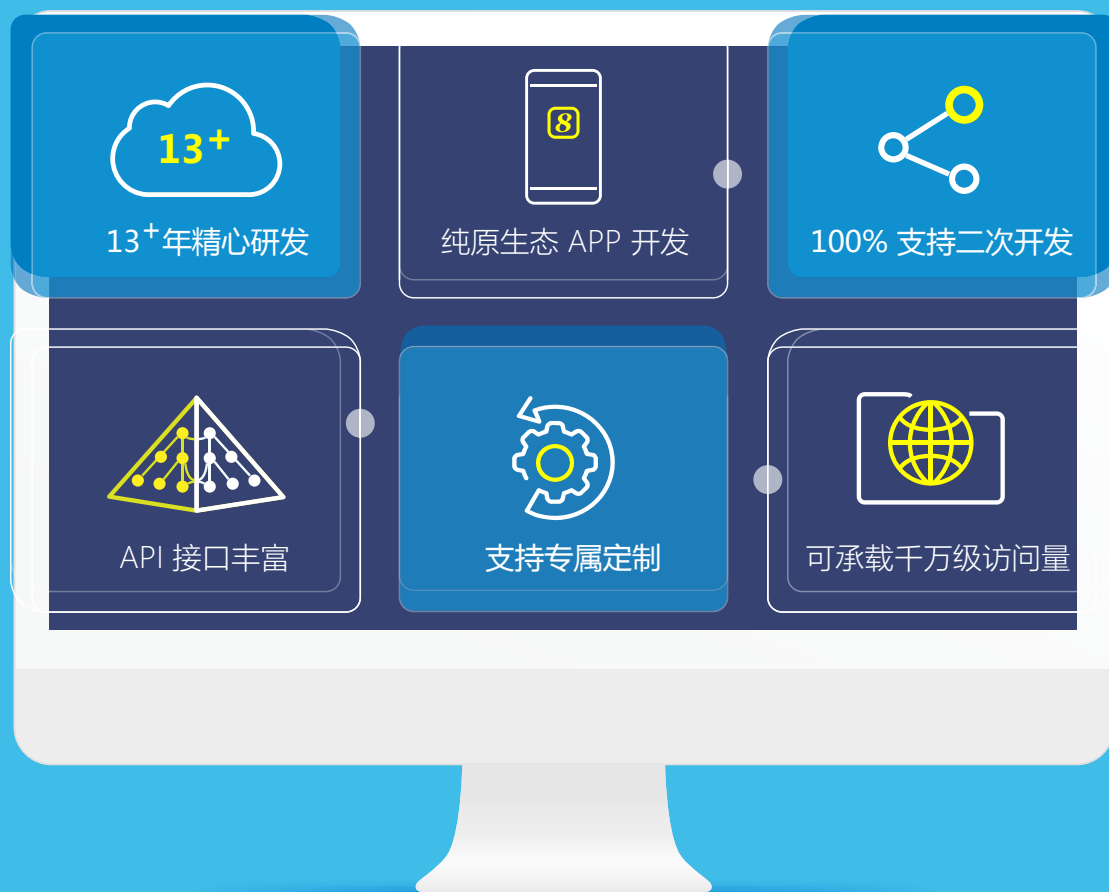 13+
8
13+年精心研发
纯原生态 APP 开发
100% 支持二次开发
API 接口丰富
支持专属定制
可承载千万级访问量